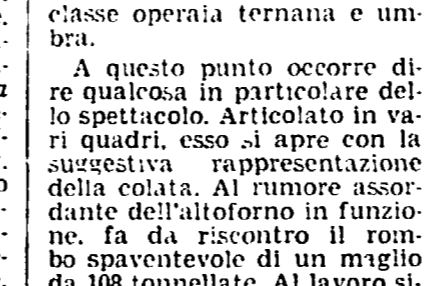 classe operaia ternana e um-
bra.
A questo punto occorre di-
re qualcosa in particolare del-
lo spettacolo. Articolato in va-
ri quadri, esso si apre con la
suggestiva rappresentazione
della colata. Al rumore assor-
dante dell'altoforno in funzio-
ne. fa da riscontro il rom-
bo spaventevole di un maglio
da 108 tonnellate. Al lavoro si-